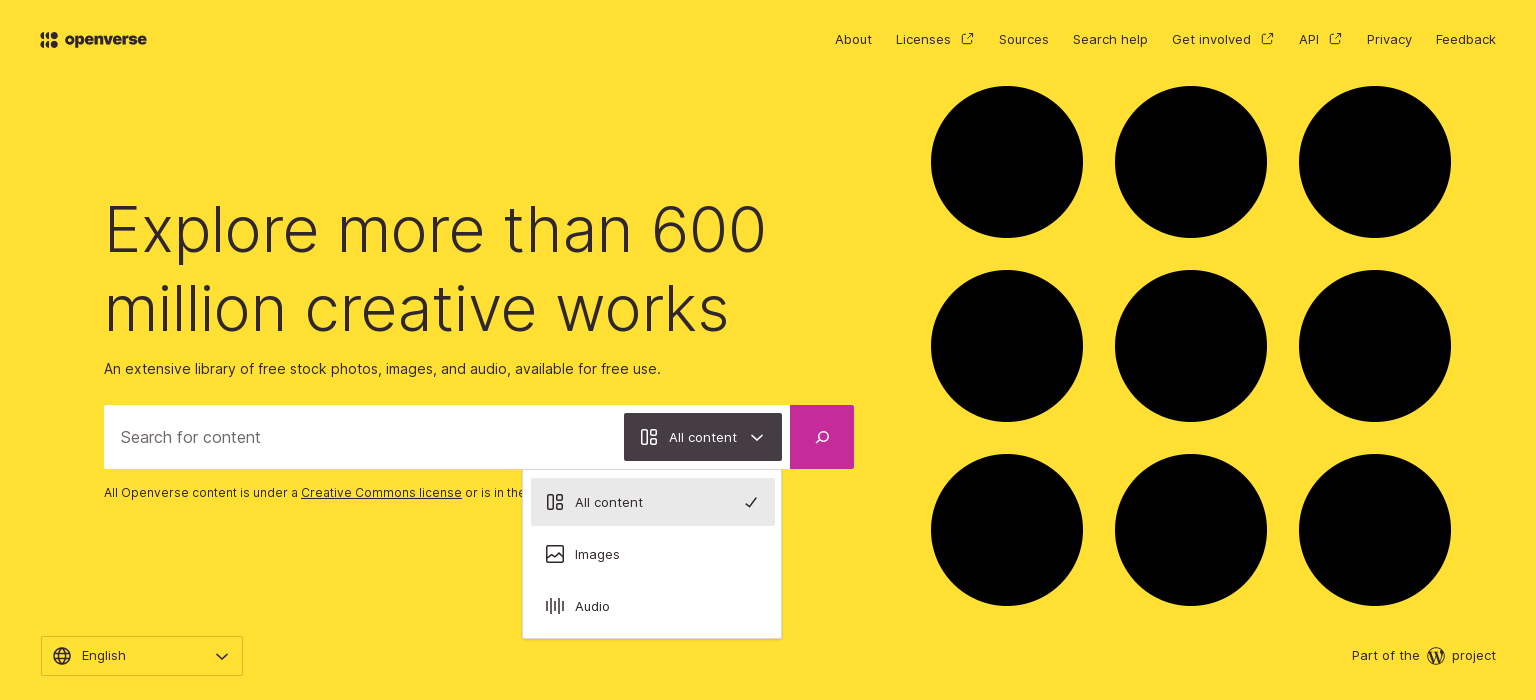 openverse
About Licenses Sources Search help Get involved API Privacy Feedback
Explore more than 600
million creative works
An extensive library of free stock photos, images, and audio, available for free use.
Search for content All content
All Openverse content is under a Creative Commons license or is in the
All content
Images
Audio
English
Part of the project